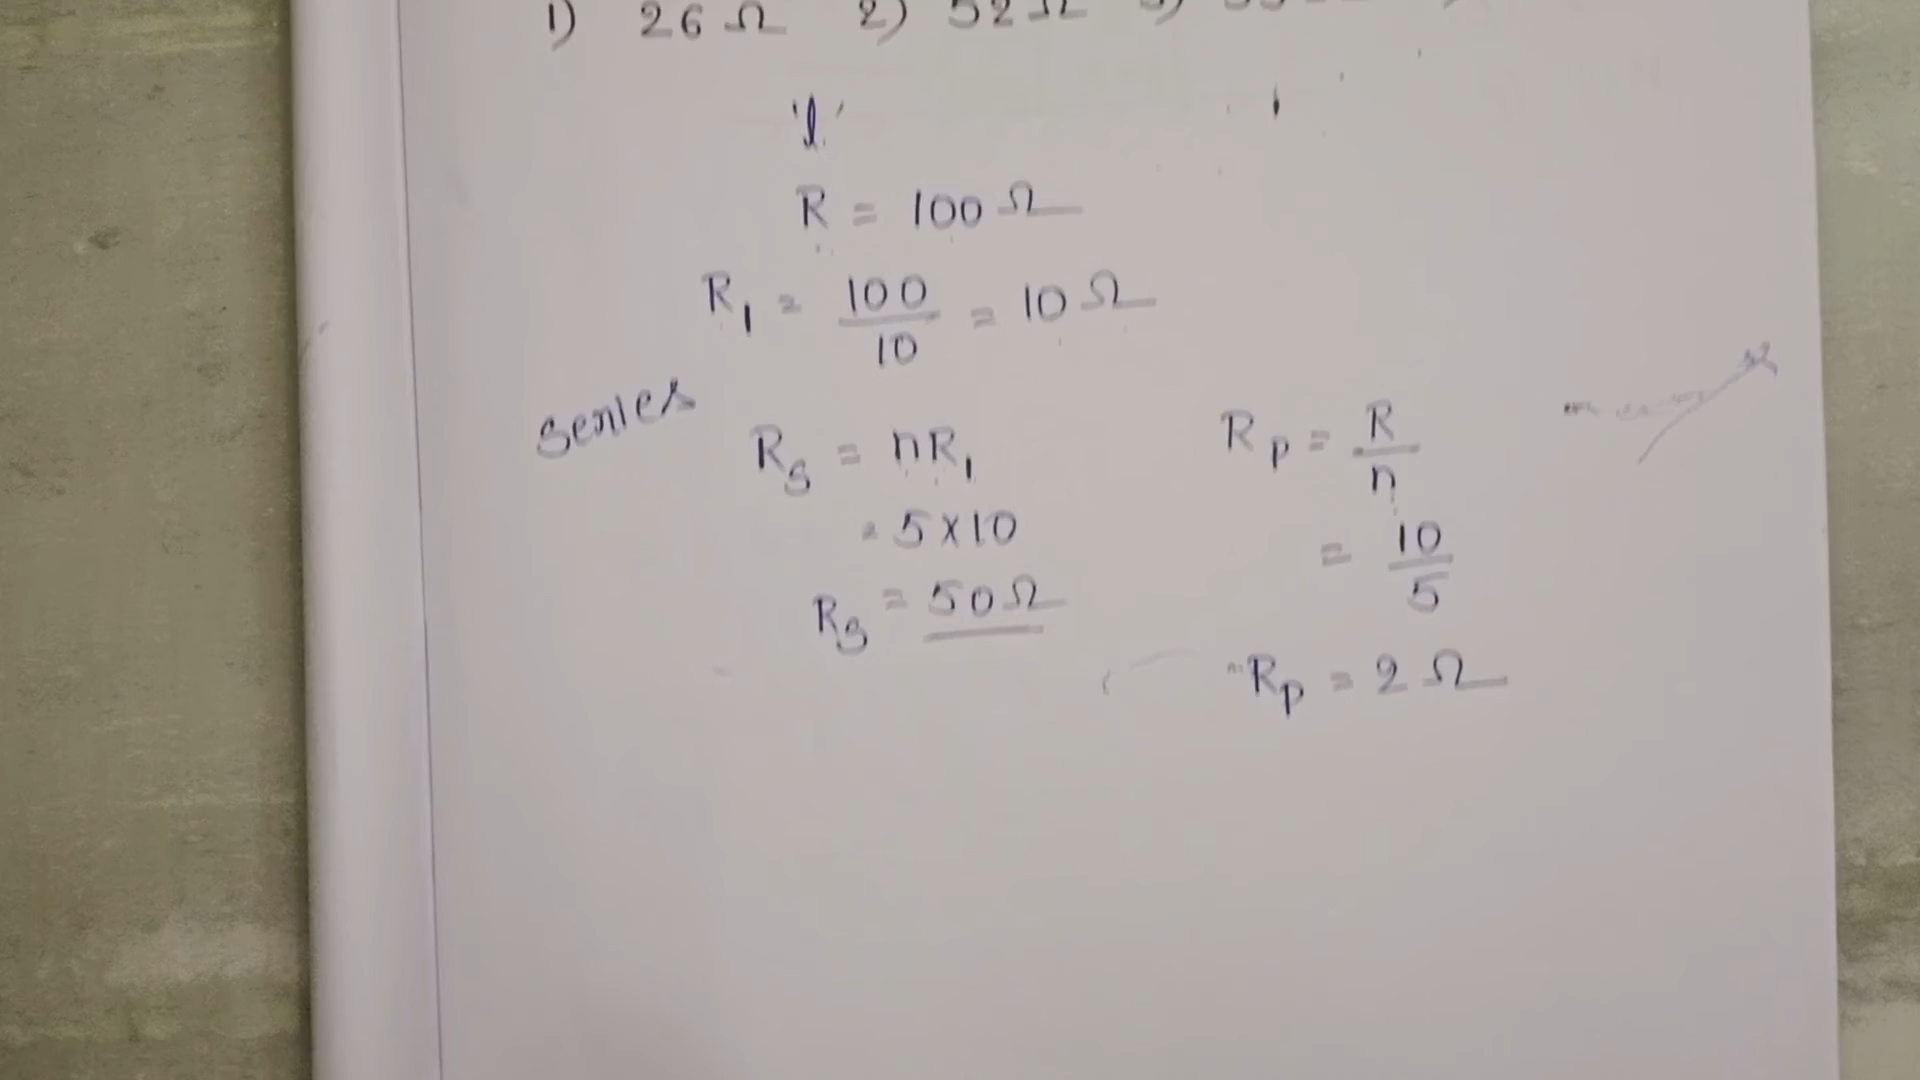 1) 26 Ω 2) 52 Ω 3)
'l'
R = 100 Ω
R₁ = 100/10 = 10 Ω
series
Rs = nR₁
= 5×10
Rs = 50 Ω
Rp = R/n
= 10/5
Rp = 2 Ω